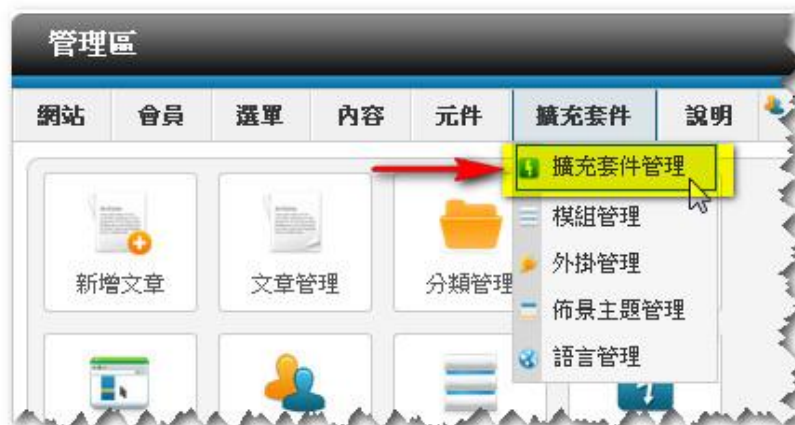 管理區
網站 會員 選單 內容 元件 擴充套件 說明
擴充套件管理
模組管理
外掛管理
佈景主題管理
語言管理
新增文章 文章管理 分類管理